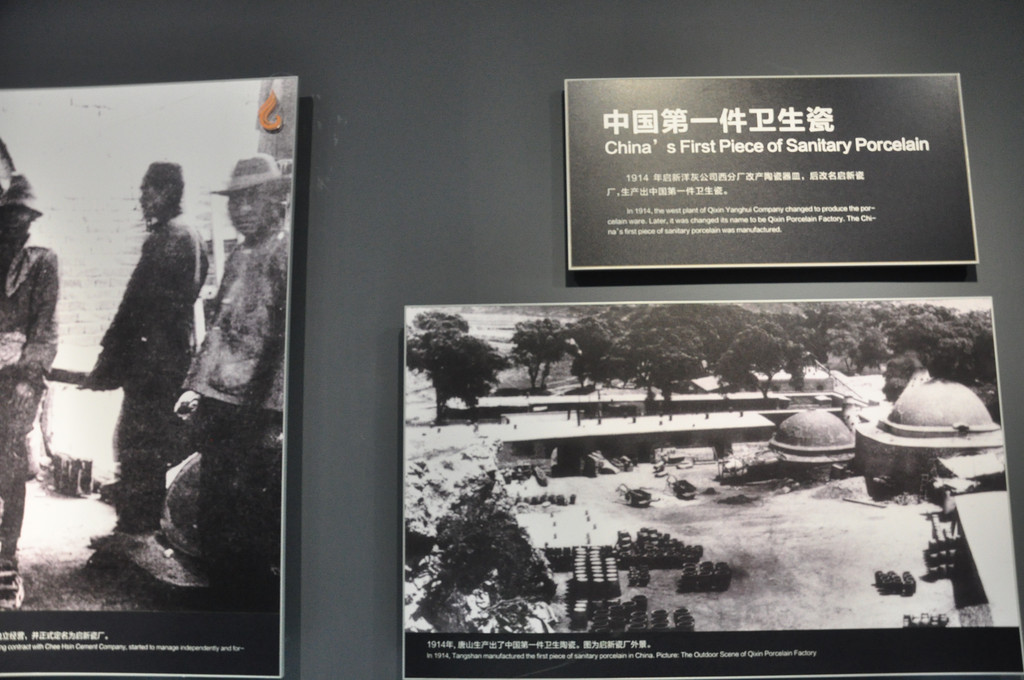 中国第一件卫生瓷
China's First Piece of Sanitary Porcelain
1914 年启新洋灰公司西分厂改产陶瓷器皿，后改名启新瓷
厂，生产出中国第一件卫生瓷。
In 1914, the west plant of Qixin Yanghui Company changed to produce the por-
celain ware. Later, it was changed its name to be Qixin Porcelain Factory. The Chi-
na's first piece of sanitary porcelain was manufactured.
立经营，并正式定名为启新瓷厂。
ng contract with Chee Hsin Cement Company, started to manage independently and for-
1914年，唐山生产出了中国第一件卫生陶瓷。图为启新瓷厂外景。
In 1914, Tangshan manufactured the first piece of sanitary porcelain in China. Picture: The Outdoor Scene of Qixin Porcelain Factory